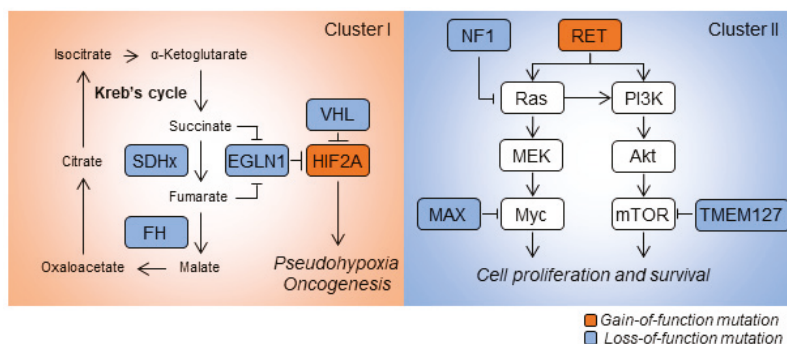 Cluster I
Isocitrate
α-Ketoglutarate
Kreb's cycle
Succinate
VHL
Citrate
SDHx
EGLN1
HIF2A
Fumarate
FH
Oxaloacetate
Malate
Pseudohypoxia
Oncogenesis
Cluster II
NF1
RET
Ras
PI3K
MEK
Akt
MAX
Myc
mTOR
TMEM127
Cell proliferation and survival
Gain-of-function mutation
Loss-of-function mutation